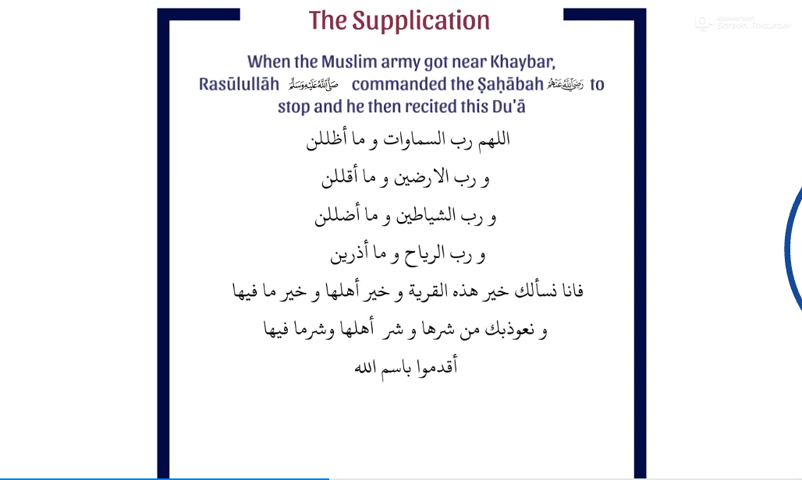 The Supplication
When the Muslim army got near Khaybar,
Rasūlullāh ﷺ commanded the Ṣaḥābah رضي الله عنهم to
stop and he then recited this Du'ā
اللهم رب السماوات و ما أظللن
و رب الارضين و ما أقللن
و رب الشياطين و ما أضللن
و رب الرياح و ما أذرين
فانا نسألك خير هذه القرية و خير أهلها و خير ما فيها
و نعوذبك من شرها و شر أهلها وشرما فيها
أقدموا باسم الله